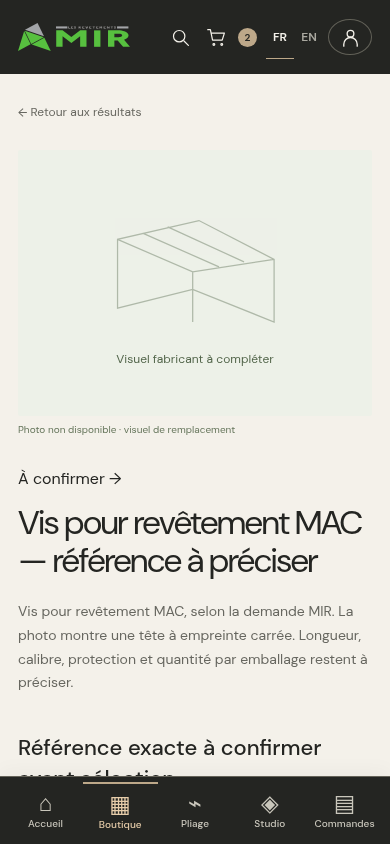 LES REVÊTEMENTS
MIR
2
FR
EN
← Retour aux résultats
Visuel fabricant à compléter
Photo non disponible · visuel de remplacement
À confirmer →
Vis pour revêtement MAC
— référence à préciser
Vis pour revêtement MAC, selon la demande MIR. La
photo montre une tête à empreinte carrée. Longueur,
calibre, protection et quantité par emballage restent à
préciser.
Référence exacte à confirmer
avant sélection
Accueil
Boutique
Pliage
Studio
Commandes